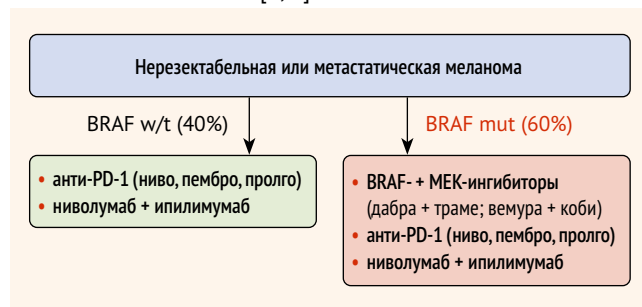 Нерезектабельная или метастатическая меланома
BRAF w/t (40%)
BRAF mut (60%)
• анти-PD-1 (ниво, пембро, пролго)
• ниволумаб + ипилимумаб
• BRAF- + МЕК-ингибиторы
(дабра + траме; вемура + коби)
• анти-PD-1 (ниво, пембро, пролго)
• ниволумаб + ипилимумаб